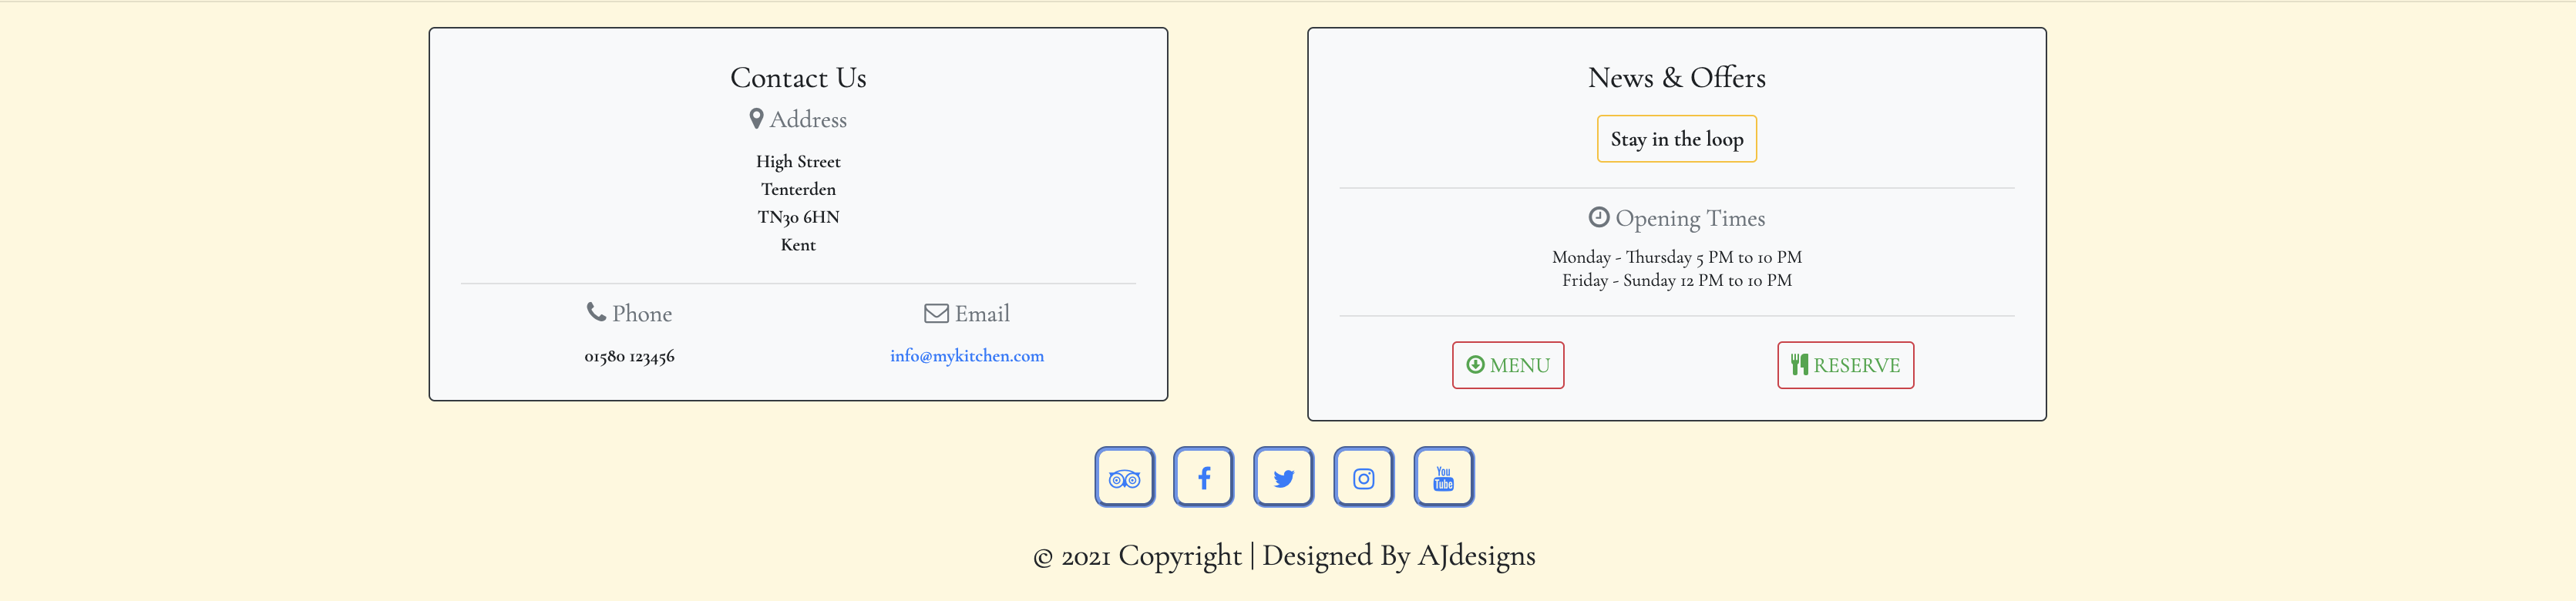 Contact Us
Address
High Street
Tenterden
TN30 6HN
Kent
Phone
01580 123456
Email
info@mykitchen.com
News & Offers
Stay in the loop
Opening Times
Monday - Thursday 5 PM to 10 PM
Friday - Sunday 12 PM to 10 PM
MENU
RESERVE
You
Tube
© 2021 Copyright | Designed By AJdesigns